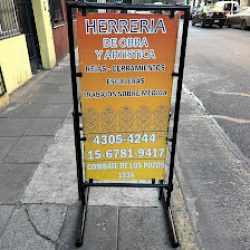 HERRERIA
DE OBRA
Y ARTISTICA
REJAS - CERRAMIENTOS
ESCALERAS
TRABAJOS SOBRE MEDIDA
4305-4244
15-6781-9417
COMBATE DE LOS POZOS
1338